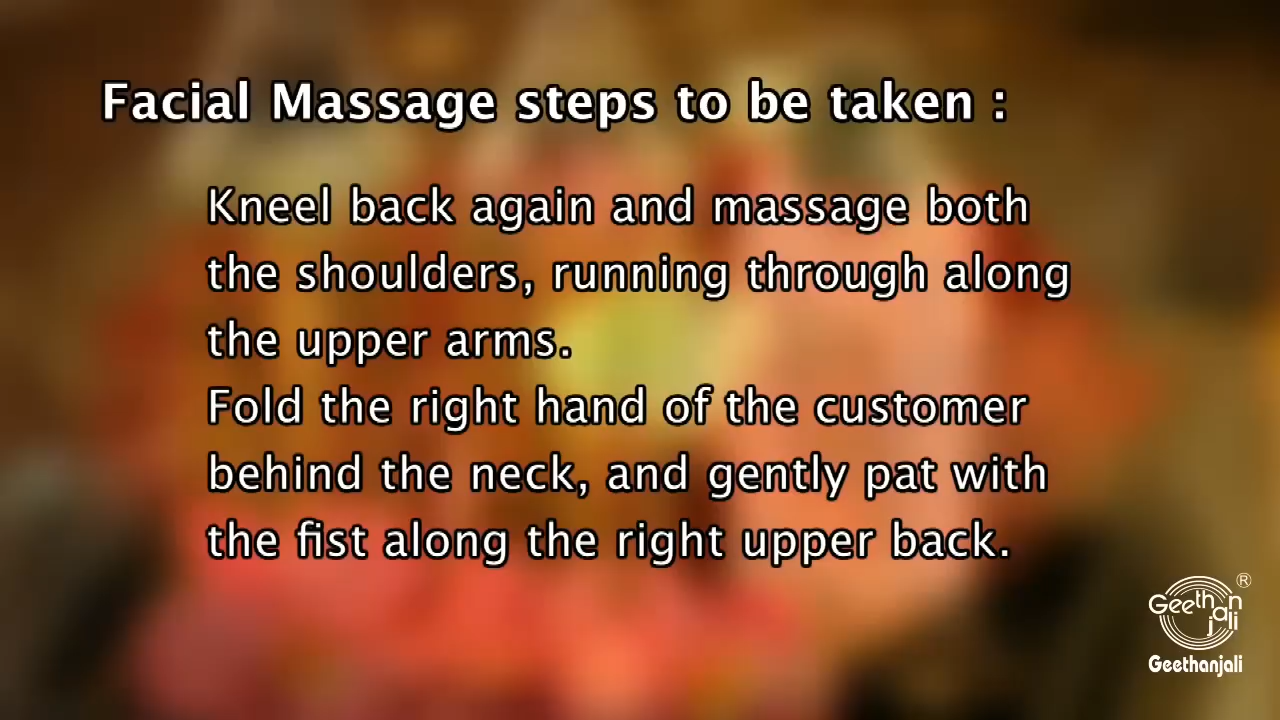 Facial Massage steps to be taken :
Kneel back again and massage both
the shoulders, running through along
the upper arms.
Fold the right hand of the customer
behind the neck, and gently pat with
the fist along the right upper back.
®
Geethanjali
Geethanjali